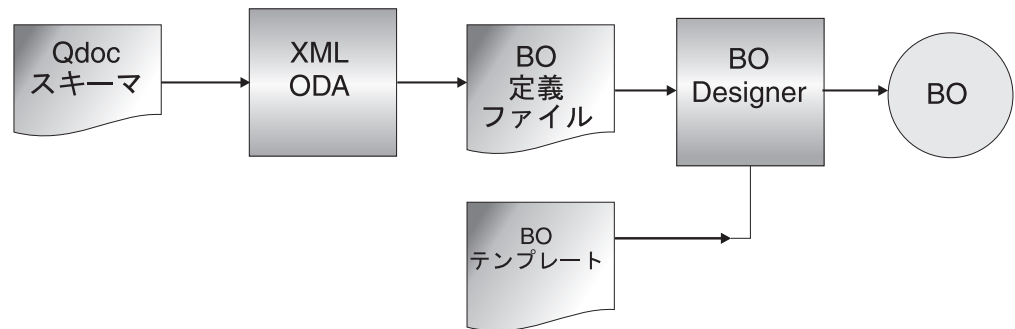 Qdoc
スキーマ
XML
ODA
BO
定義
ファイル
BO
Designer
BO
BO
テンプレート